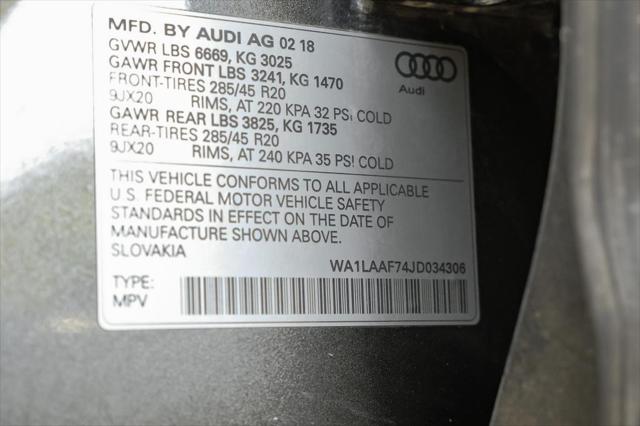 MFD. BY AUDI AG 02 18
GVWR LBS 6669, KG 3025
GAWR FRONT LBS 3241, KG 1470
FRONT-TIRES 285/45 R20
9JX20 RIMS, AT 220 KPA 32 PSI COLD
GAWR REAR LBS 3825, KG 1735
REAR-TIRES 285/45 R20
9JX20 RIMS, AT 240 KPA 35 PSI COLD
Audi
THIS VEHICLE CONFORMS TO ALL APPLICABLE
U.S. FEDERAL MOTOR VEHICLE SAFETY
STANDARDS IN EFFECT ON THE DATE OF
MANUFACTURE SHOWN ABOVE.
SLOVAKIA
WA1LAAF74JD034306
TYPE:
MPV